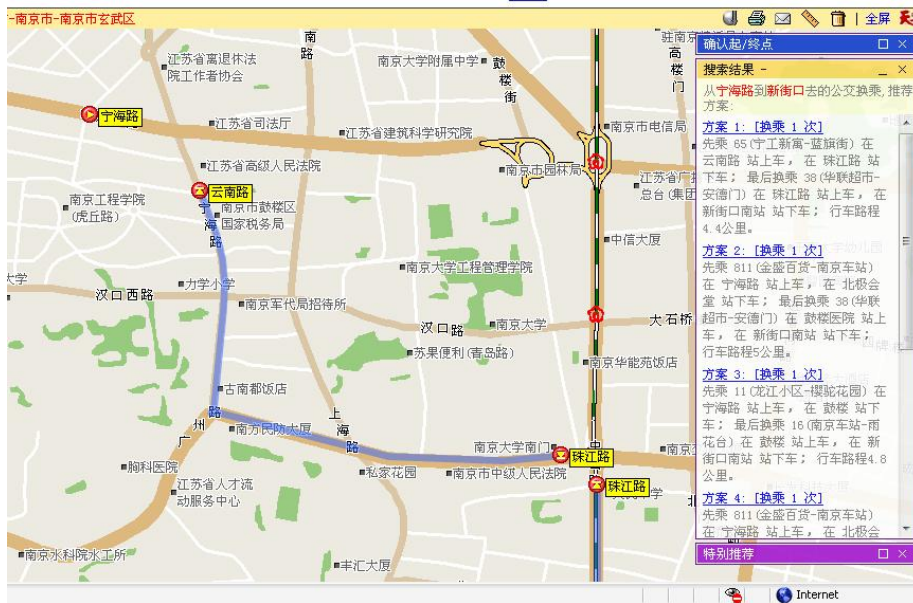 -南京市-南京市玄武区
全屏
确认起/终点
搜索结果 -
从宁海路到新街口去的公交换乘,推荐
方案:
方案 1: [换乘 1 次]
先乘 65(宁工新寓-蓝旗街) 在
云南路 站上车, 在 珠江路 站
下车; 最后换乘 38(华联超市-
安德门) 在 珠江路 站上车, 在
新街口南站 站下车; 行车路程
4.4公里。
方案 2: [换乘 1 次]
先乘 811(金盛百货-南京车站)
在 宁海路 站上车, 在 北极会
堂 站下车; 最后换乘 38(华联
超市-安德门) 在 鼓楼医院 站上
车, 在 新街口南站 站下车;
行车路程5公里。
方案 3: [换乘 1 次]
先乘 11(龙江小区-樱驼花园) 在
宁海路 站上车, 在 鼓楼 站下
车; 最后换乘 16(南京车站-雨
花台) 在 鼓楼 站上车, 在 新
街口南站 站下车; 行车路程4.8
公里。
方案 4: [换乘 1 次]
先乘 811(金盛百货-南京车站)
在 宁海路 站上车, 在 北极会
特别推荐
江苏省离退休法
院工作者协会
南
路
南京大学附属中学
鼓
楼
街
高
楼
门
宁海路
江苏省司法厅
江苏省建筑科学研究院
南京市电信局
江苏省高级人民法院
南京市园林局
江苏省广
总台(集团
云南路
南京工程学院
(虎丘路)
南京市鼓楼区
国家税务局
宁
海
路
中信大厦
南京大学工程管理学院
大学
力学小学
汉口西路
南京军代局招待所
汉口路
南京大学
大石桥
苏果便利(青岛路)
南京华能苑饭店
古南都饭店
广
州
路
南方民防大厦
上
海
路
南京大学南门
珠江路
胸科医院
私家花园
南京市中级人民法院
江苏省人才流
动服务中心
珠江路
中学
南京水科院水工所
丰汇大厦
Internet